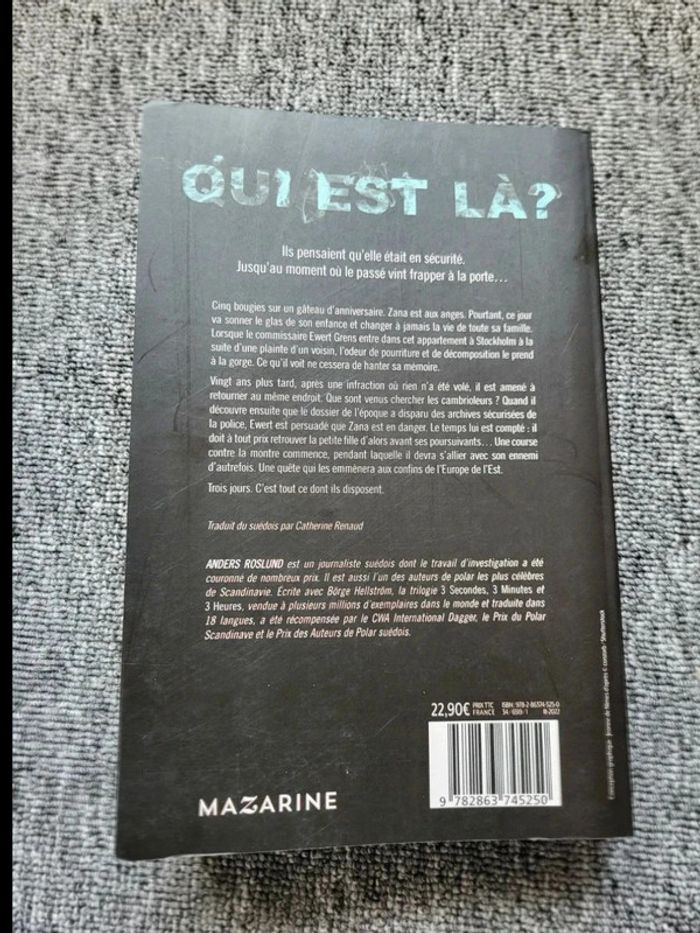 QUI EST LÀ?
Ils pensaient qu'elle était en sécurité.
Jusqu'au moment où le passé vint frapper à la porte...
Cinq bougies sur un gâteau d'anniversaire. Zana est aux anges. Pourtant, ce jour
va sonner le glas de son enfance et changer à jamais la vie de toute sa famille.
Lorsque le commissaire Ewert Grens entre dans cet appartement à Stockholm à la
suite d'une plainte d'un voisin, l'odeur de pourriture et de décomposition le prend
à la gorge. Ce qu'il voit ne cessera de hanter sa mémoire.
Vingt ans plus tard, après une infraction où rien n'a été volé, il est amené à
retourner au même endroit. Que sont venus chercher les cambrioleurs ? Quand il
découvre ensuite que le dossier de l'époque a disparu des archives sécurisées de
la police, Ewert est persuadé que Zana est en danger. Le temps lui est compté : il
doit à tout prix retrouver la petite fille d'alors avant ses poursuivants... Une course
contre la montre commence, pendant laquelle il devra s'allier avec son ennemi
d'autrefois. Une quête qui les emmènera aux confins de l'Europe de l'Est.
Trois jours. C'est tout ce dont ils disposent.
Traduit du suédois par Catherine Renaud
ANDERS ROSLUND est un journaliste suédois dont le travail d'investigation a été
couronné de nombreux prix. Il est aussi l'un des auteurs de polar les plus célèbres
de Scandinavie. Écrite avec Börge Hellström, la trilogie 3 Secondes, 3 Minutes et
3 Heures, vendue à plusieurs millions d'exemplaires dans le monde et traduite dans
18 langues, a été récompensée par le CWA International Dagger, le Prix du Polar
Scandinave et le Prix des Auteurs de Polar suédois.
22,90€ PRIX TTC FRANCE
ISBN : 978-2-86374-525-0
MAZARINE
9 782863 745250